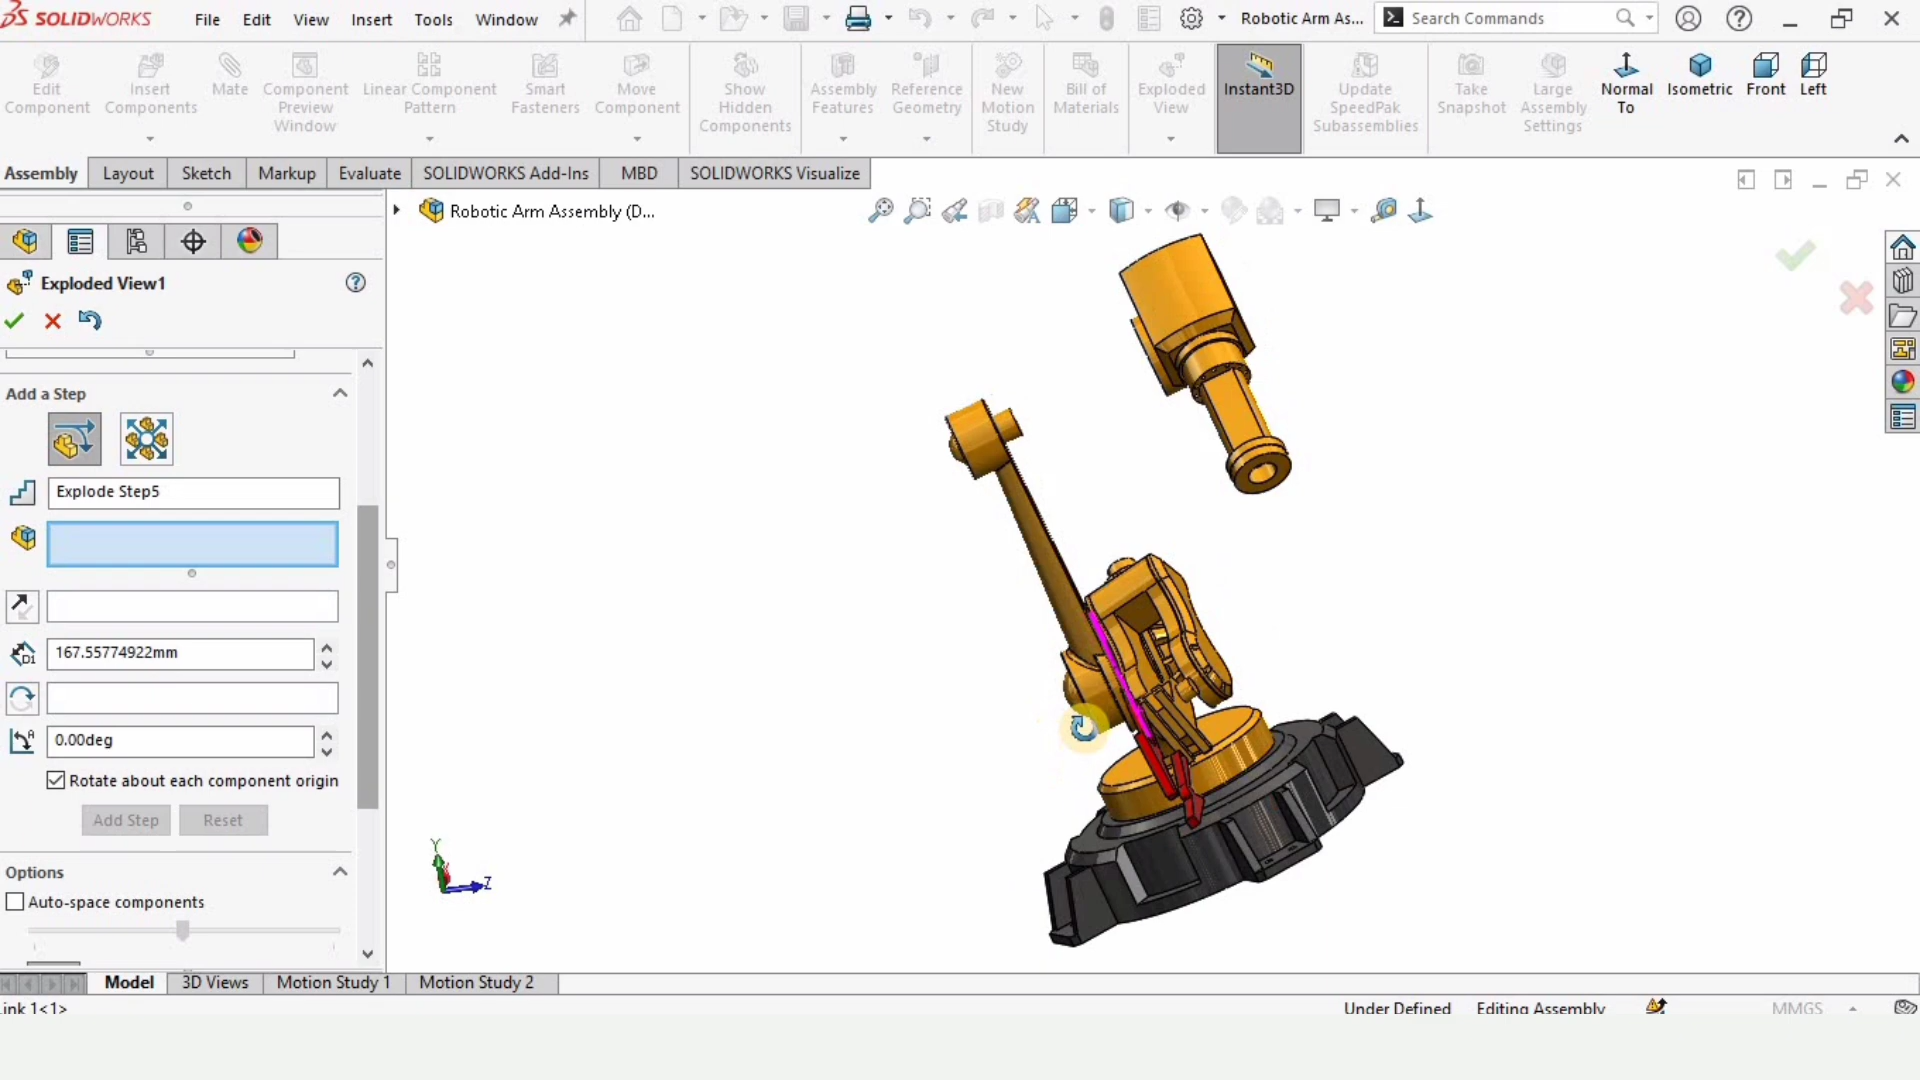 SOLIDWORKS File Edit View Insert Tools Window Robotic Arm As... Search Commands
Edit Component
Insert Components
Mate
Component Preview Window
Linear Component Pattern
Smart Fasteners
Move Component
Show Hidden Components
Assembly Features
Reference Geometry
New Motion Study
Bill of Materials
Exploded View
Instant3D
Update SpeedPak Subassemblies
Take Snapshot
Large Assembly Settings
Normal To
Isometric
Front
Left
Assembly Layout Sketch Markup Evaluate SOLIDWORKS Add-Ins MBD SOLIDWORKS Visualize
Robotic Arm Assembly (D...
Exploded View1
Add a Step
Explode Step5
D1
167.55774922mm
A
0.00deg
Rotate about each component origin
Add Step Reset
Options
Auto-space components
Y
Z
Model 3D Views Motion Study 1 Motion Study 2
ink 1<1> Under Defined Editing Assembly MMGS